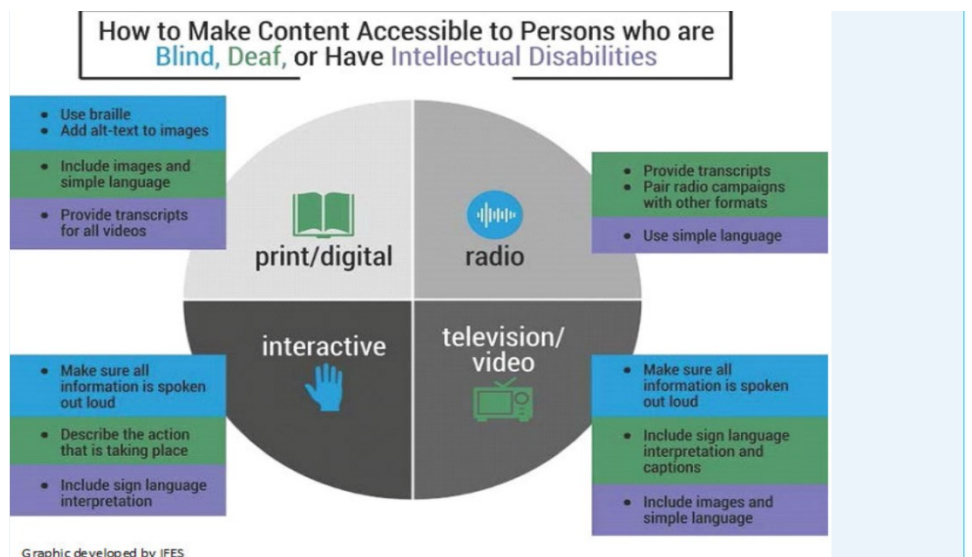 How to Make Content Accessible to Persons who are
Blind, Deaf, or Have Intellectual Disabilities
• Use braille
• Add alt-text to images
• Include images and
simple language
• Provide transcripts
for all videos
print/digital
radio
• Provide transcripts
• Pair radio campaigns
with other formats
• Use simple language
interactive
television/
video
• Make sure all
information is spoken
out loud
• Describe the action
that is taking place
• Include sign language
interpretation
• Make sure all
information is spoken
out loud
• Include sign language
interpretation and
captions
• Include images and
simple language
Graphic developed by IFES